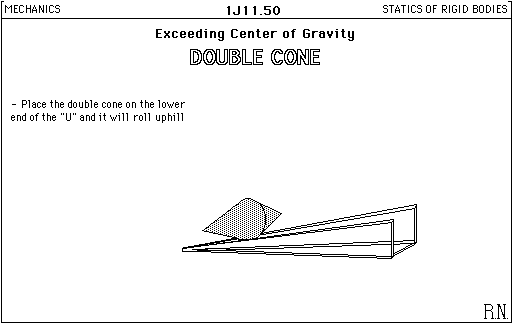 MECHANICS
1J11.50
STATICS OF RIGID BODIES
Exceeding Center of Gravity
DOUBLE CONE
- Place the double cone on the lower
end of the "U" and it will roll uphill
R.N.